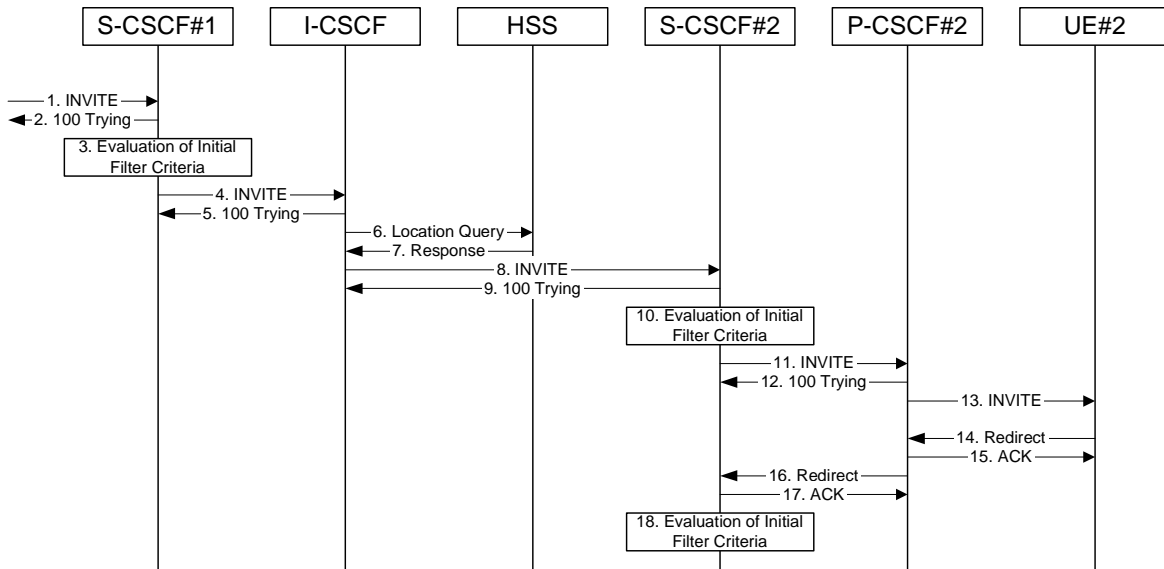 S-CSCF#1
I-CSCF
HSS
S-CSCF#2
P-CSCF#2
UE#2
1. INVITE
2. 100 Trying
3. Evaluation of Initial
Filter Criteria
4. INVITE
5. 100 Trying
6. Location Query
7. Response
8. INVITE
9. 100 Trying
10. Evaluation of Initial
Filter Criteria
11. INVITE
12. 100 Trying
13. INVITE
14. Redirect
15. ACK
16. Redirect
17. ACK
18. Evaluation of Initial
Filter Criteria